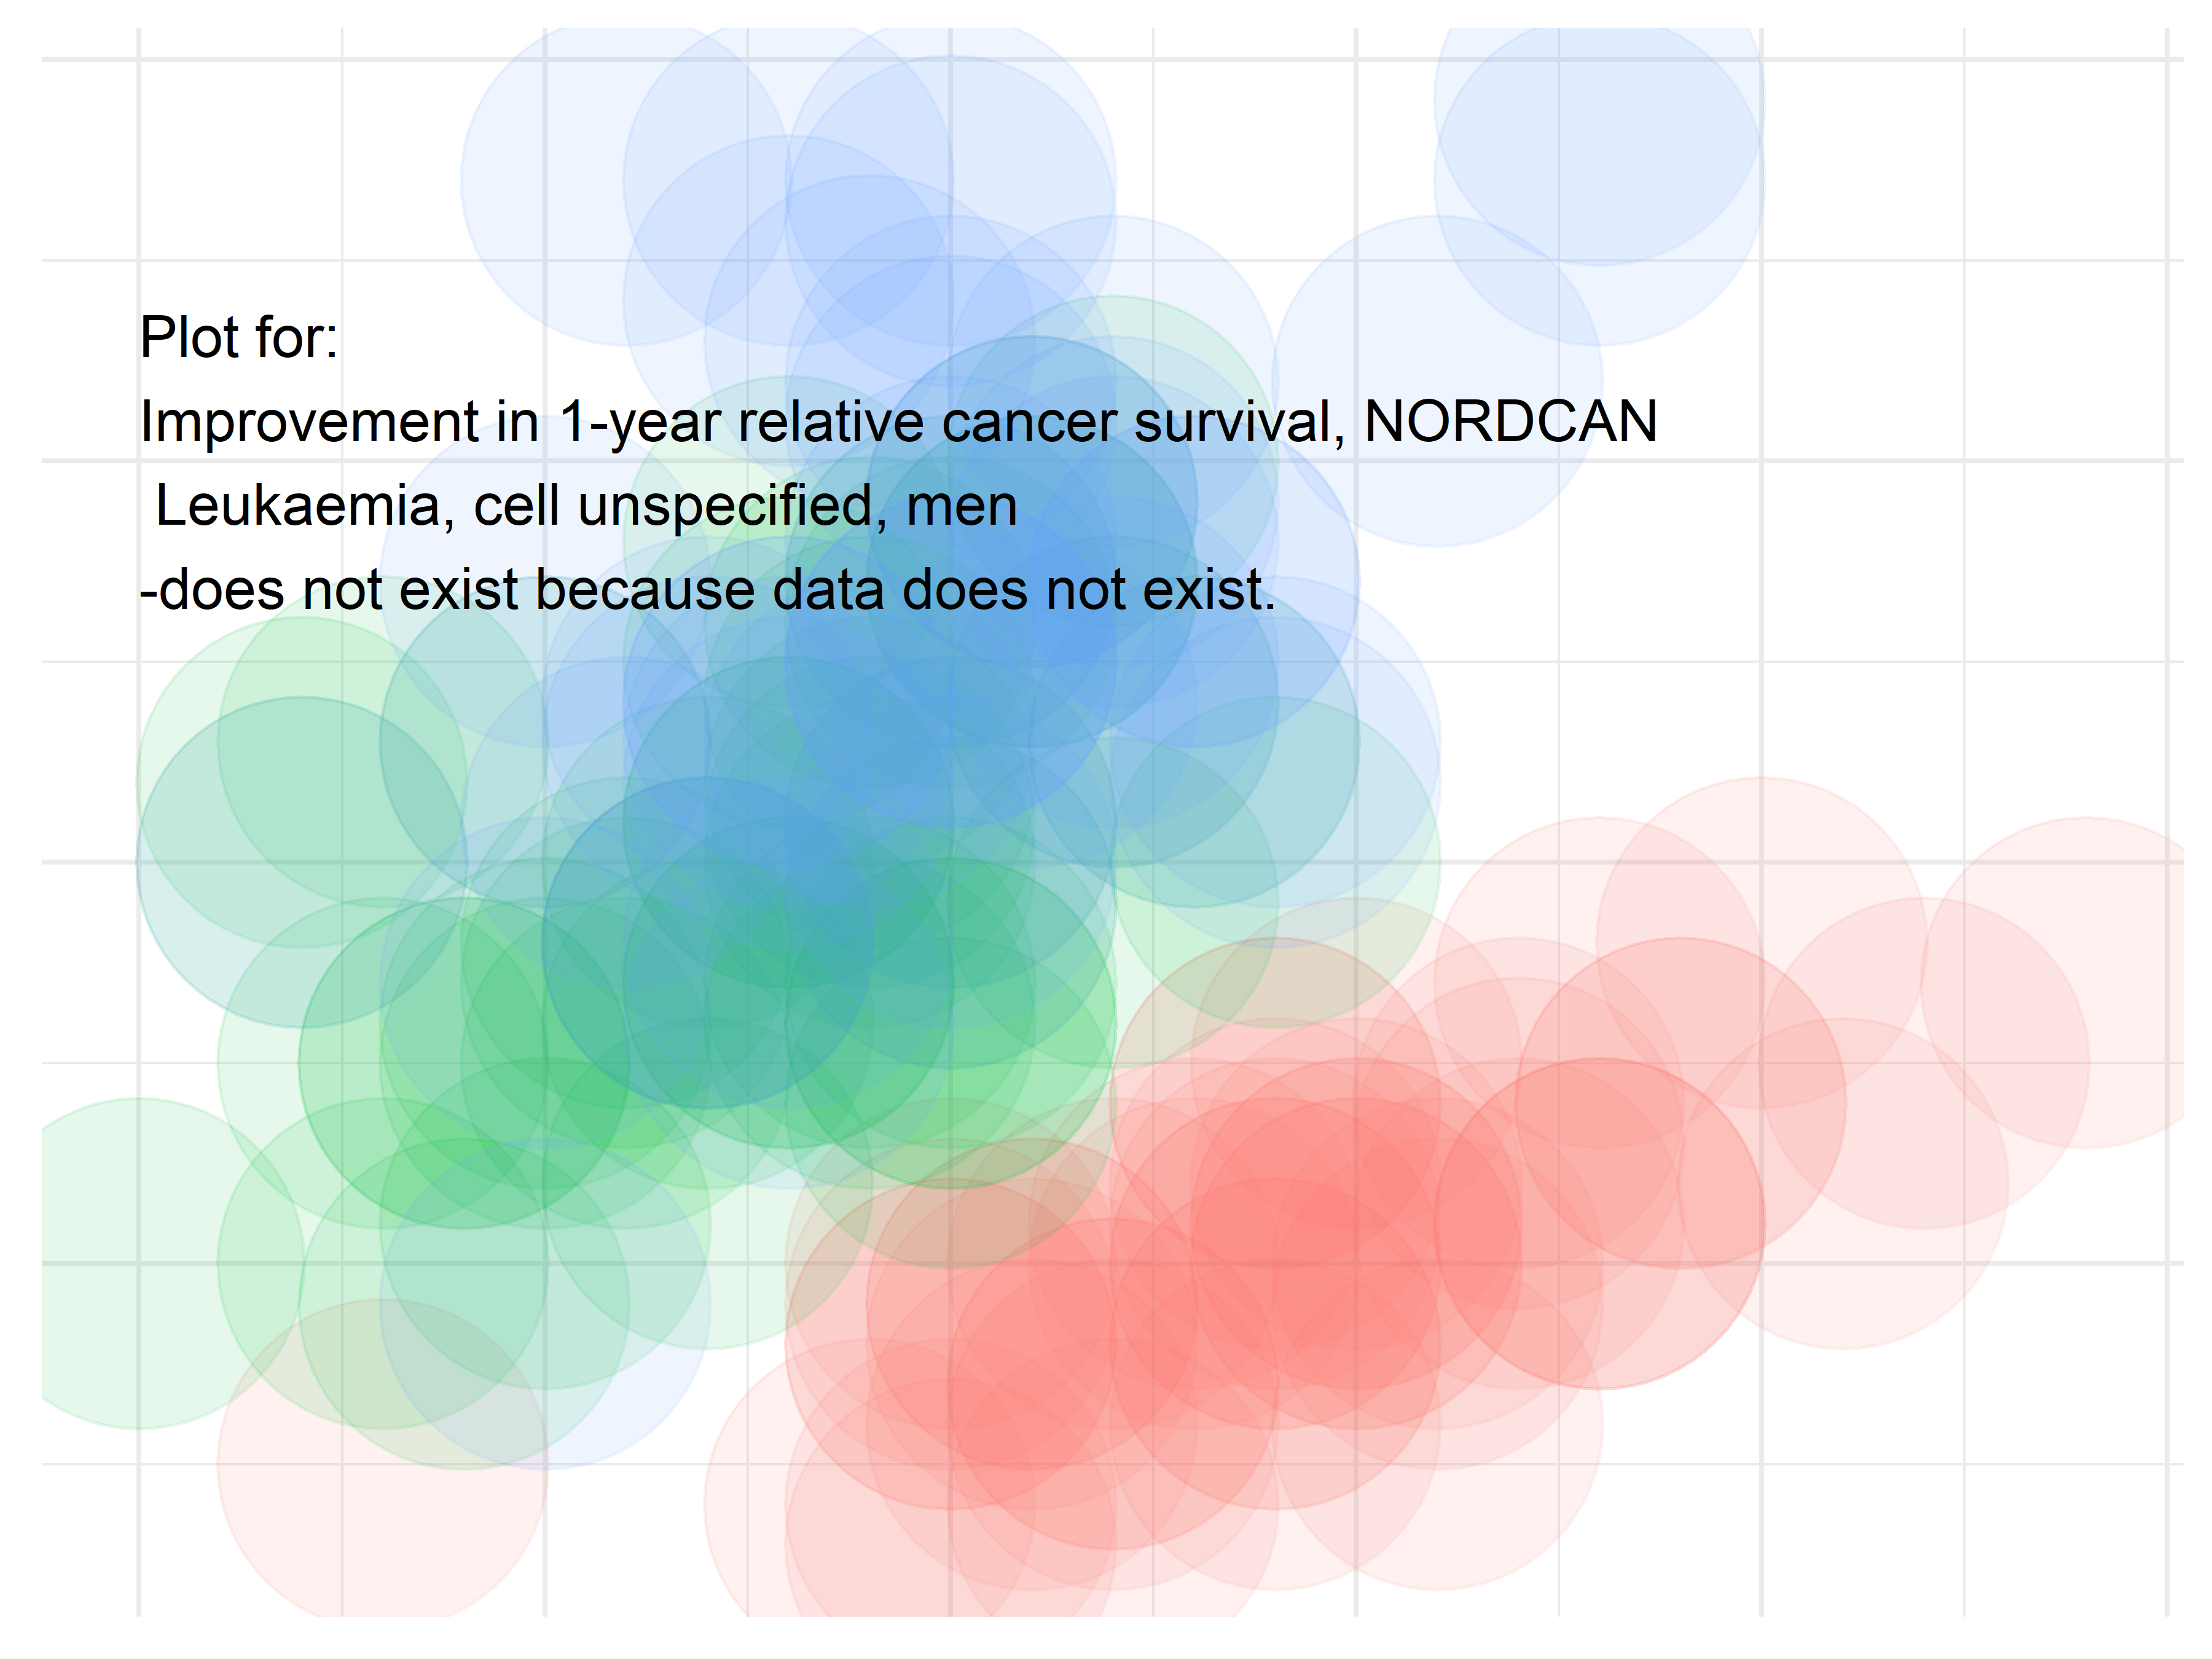 Plot for:
Improvement in 1-year relative cancer survival, NORDCAN
Leukaemia, cell unspecified, men
-does not exist because data does not exist.